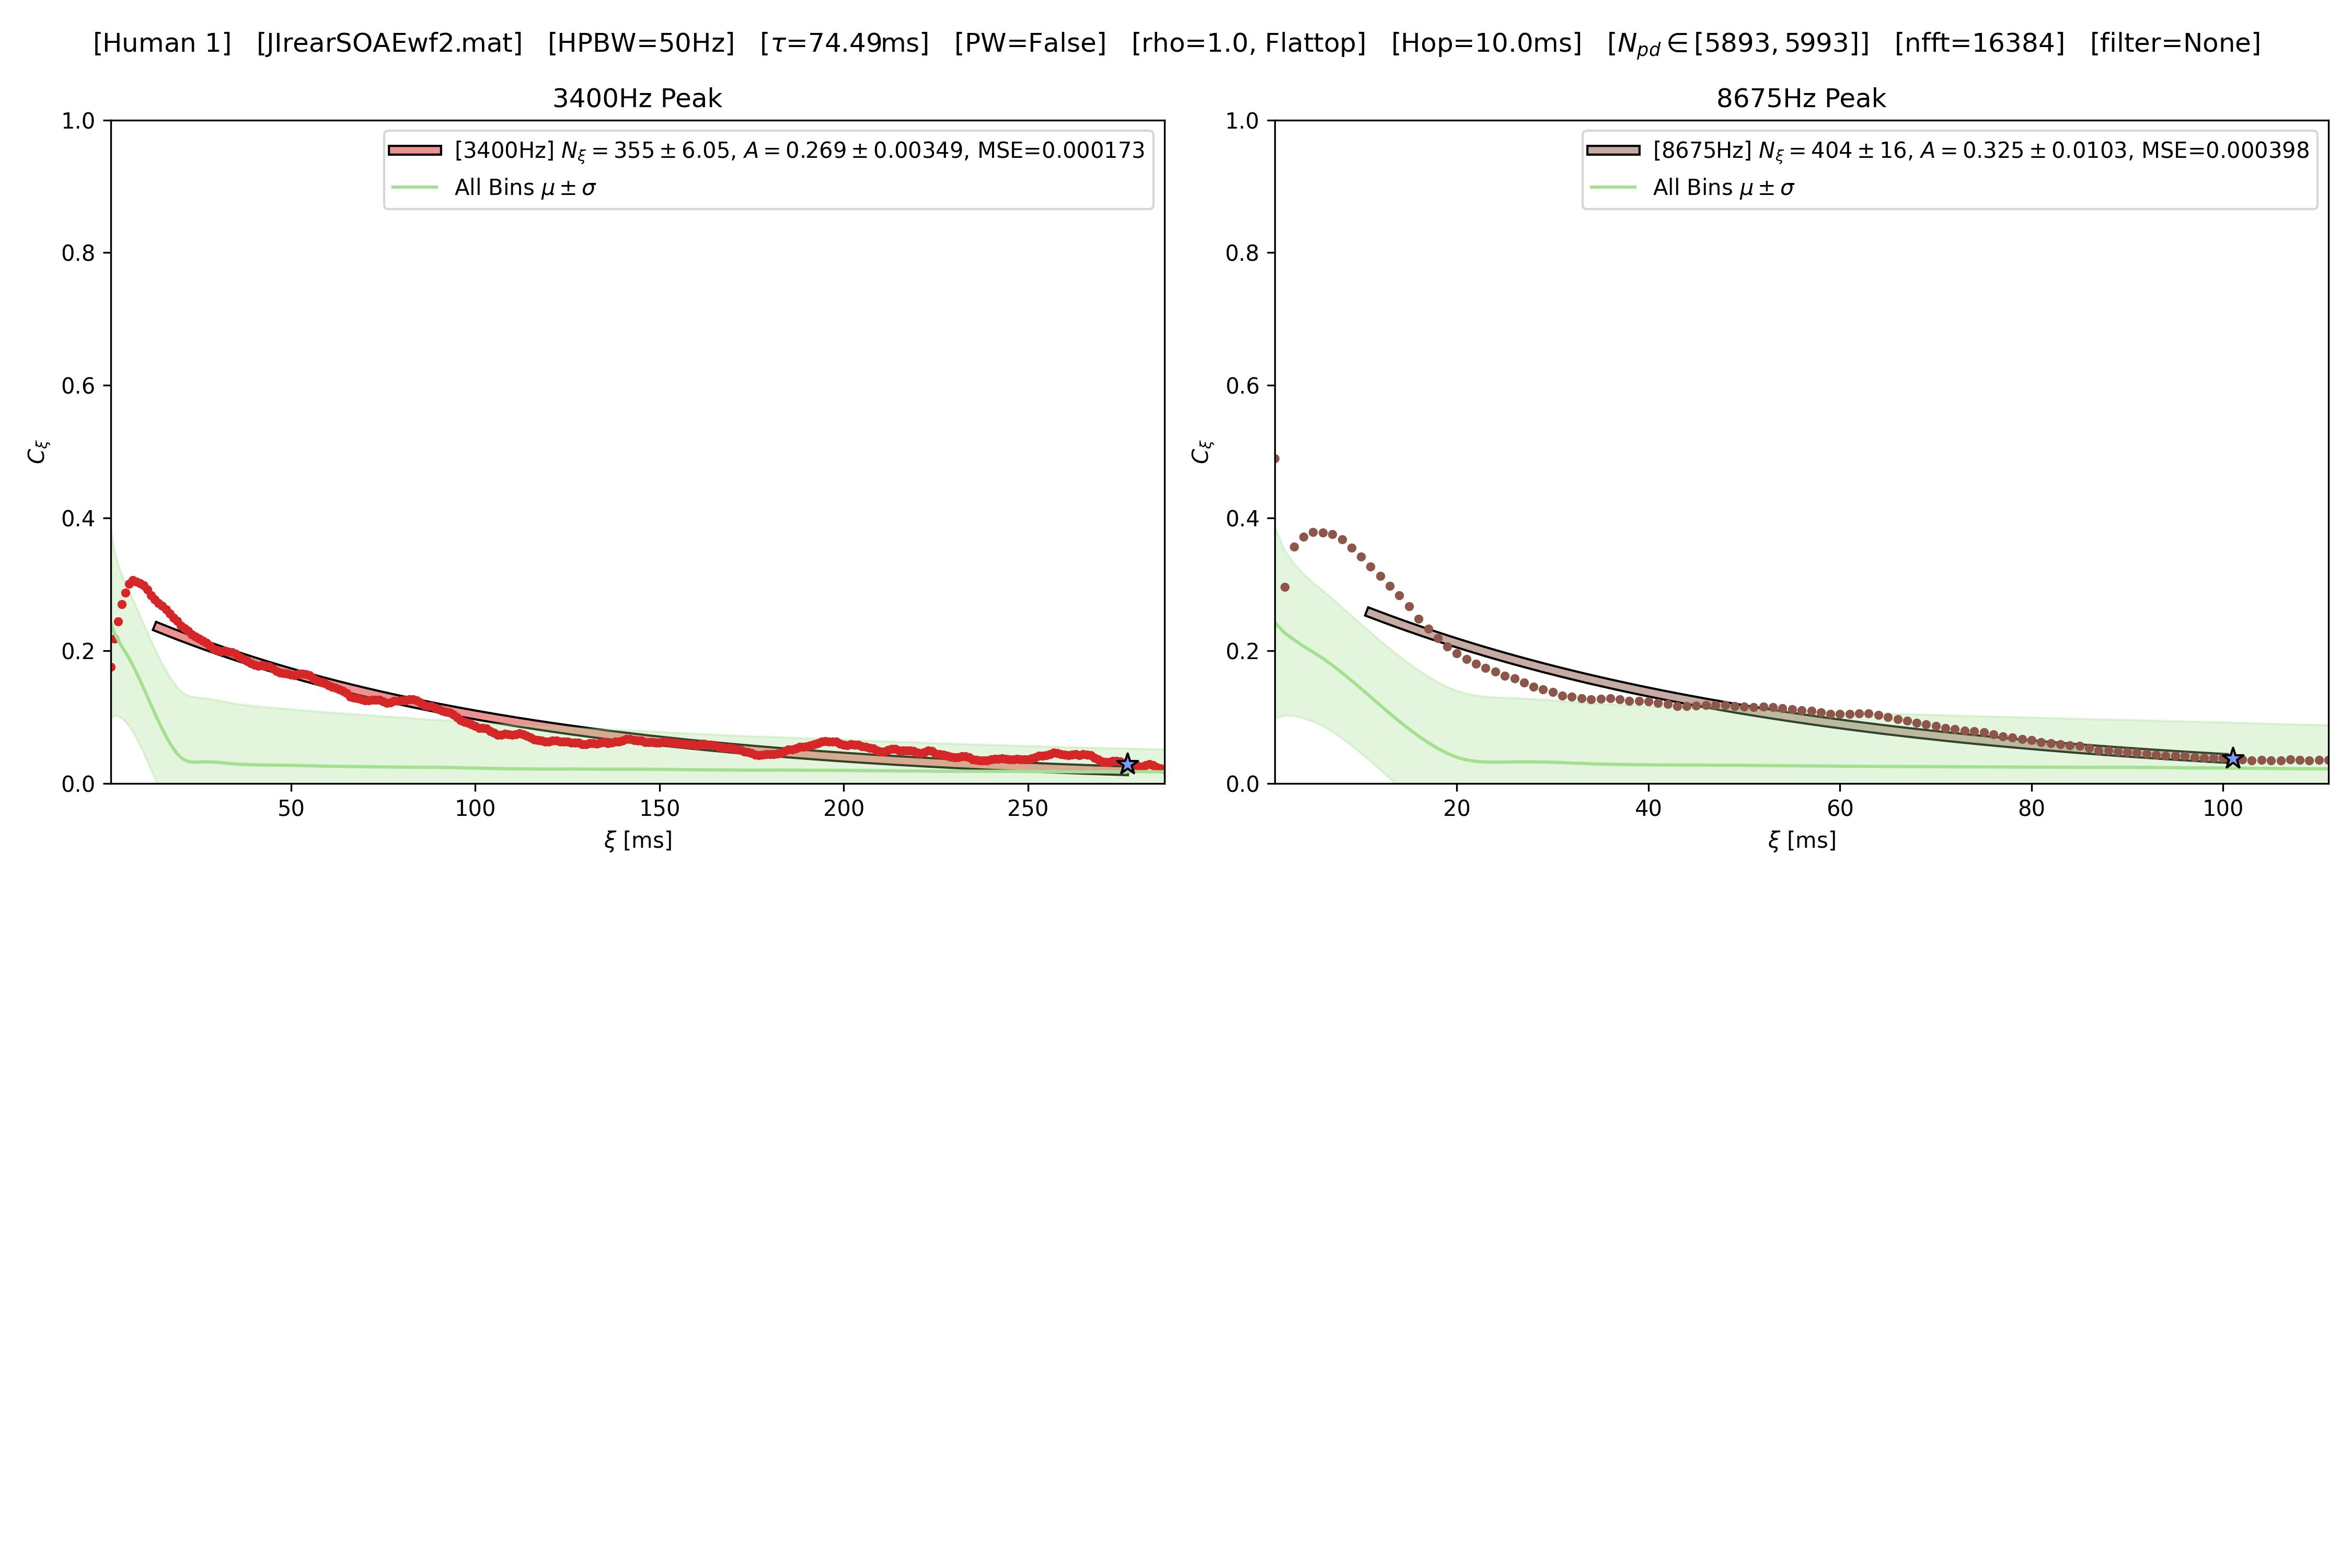 [Human 1] [JIrearSOAEwf2.mat] [HPBW=50Hz] [τ=74.49ms] [PW=False] [rho=1.0, Flattop] [Hop=10.0ms] [N_pd ∈ [5893, 5993]] [nfft=16384] [filter=None]
3400Hz Peak
[3400Hz] N_ξ = 355 ± 6.05, A = 0.269 ± 0.00349, MSE=0.000173
All Bins μ ± σ
1.0
0.8
0.6
0.4
0.2
0.0
C_ξ
50 100 150 200 250
ξ [ms]
8675Hz Peak
[8675Hz] N_ξ = 404 ± 16, A = 0.325 ± 0.0103, MSE=0.000398
All Bins μ ± σ
1.0
0.8
0.6
0.4
0.2
0.0
C_ξ
20 40 60 80 100
ξ [ms]